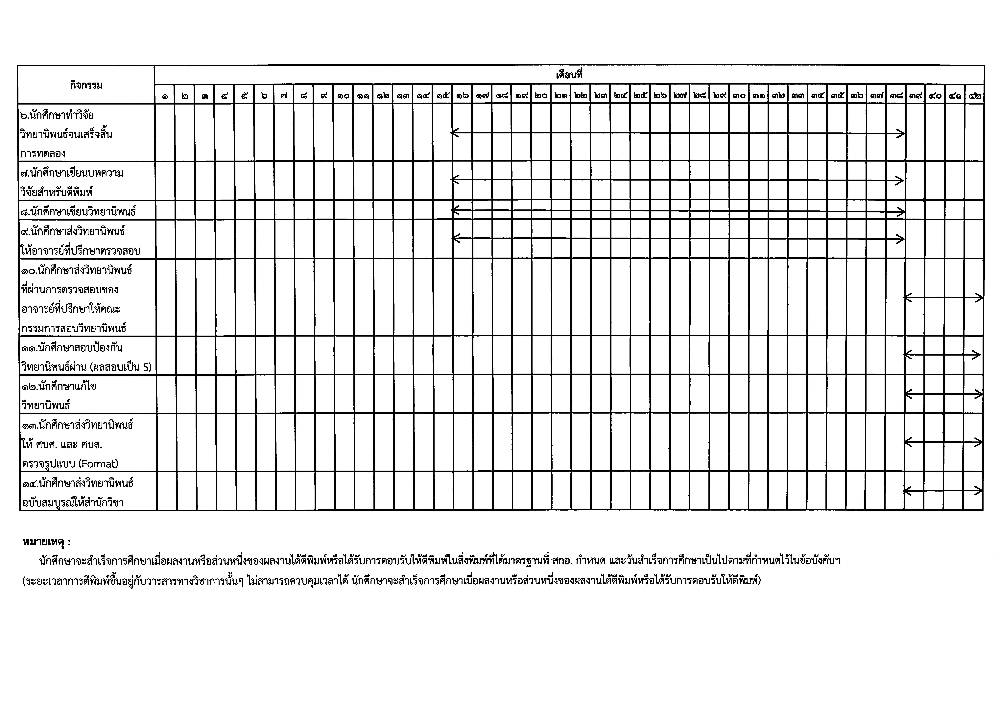 กิจกรรม
เดือนที่
๑ ๒ ๓ ๔ ๕ ๖ ๗ ๘ ๙ ๑๐ ๑๑ ๑๒ ๑๓ ๑๔ ๑๕ ๑๖ ๑๗ ๑๘ ๑๙ ๒๐ ๒๑ ๒๒ ๒๓ ๒๔ ๒๕ ๒๖ ๒๗ ๒๘ ๒๙ ๓๐ ๓๑ ๓๒ ๓๓ ๓๔ ๓๕ ๓๖ ๓๗ ๓๘ ๓๙ ๔๐ ๔๑ ๔๒
๖.นักศึกษาทำวิจัย
วิทยานิพนธ์จนเสร็จสิ้น
การทดลอง
๗.นักศึกษาเขียนบทความ
วิจัยสำหรับตีพิมพ์
๘.นักศึกษาเขียนวิทยานิพนธ์
๙.นักศึกษาส่งวิทยานิพนธ์
ให้อาจารย์ที่ปรึกษาตรวจสอบ
๑๐.นักศึกษาส่งวิทยานิพนธ์
ที่ผ่านการตรวจสอบของ
อาจารย์ที่ปรึกษาให้คณะ
กรรมการสอบวิทยานิพนธ์
๑๑.นักศึกษาสอบป้องกัน
วิทยานิพนธ์ผ่าน (ผลสอบเป็น S)
๑๒.นักศึกษาแก้ไข
วิทยานิพนธ์
๑๓.นักศึกษาส่งวิทยานิพนธ์
ให้ ศบศ. และ ศบส.
ตรวจรูปแบบ (Format)
๑๔.นักศึกษาส่งวิทยานิพนธ์
ฉบับสมบูรณ์ให้สำนักวิชา
หมายเหตุ :
นักศึกษาจะสำเร็จการศึกษาเมื่อผลงานหรือส่วนหนึ่งของผลงานได้ตีพิมพ์หรือได้รับการตอบรับให้ตีพิมพ์ในสิ่งพิมพ์ที่ได้มาตรฐานที่ สกอ. กำหนด และวันสำเร็จการศึกษาเป็นไปตามที่กำหนดไว้ในข้อบังคับฯ
(ระยะเวลาการตีพิมพ์ขึ้นอยู่กับวารสารทางวิชาการนั้นๆ ไม่สามารถควบคุมเวลาได้ นักศึกษาจะสำเร็จการศึกษาเมื่อผลงานหรือส่วนหนึ่งของผลงานได้ตีพิมพ์หรือได้รับการตอบรับให้ตีพิมพ์)